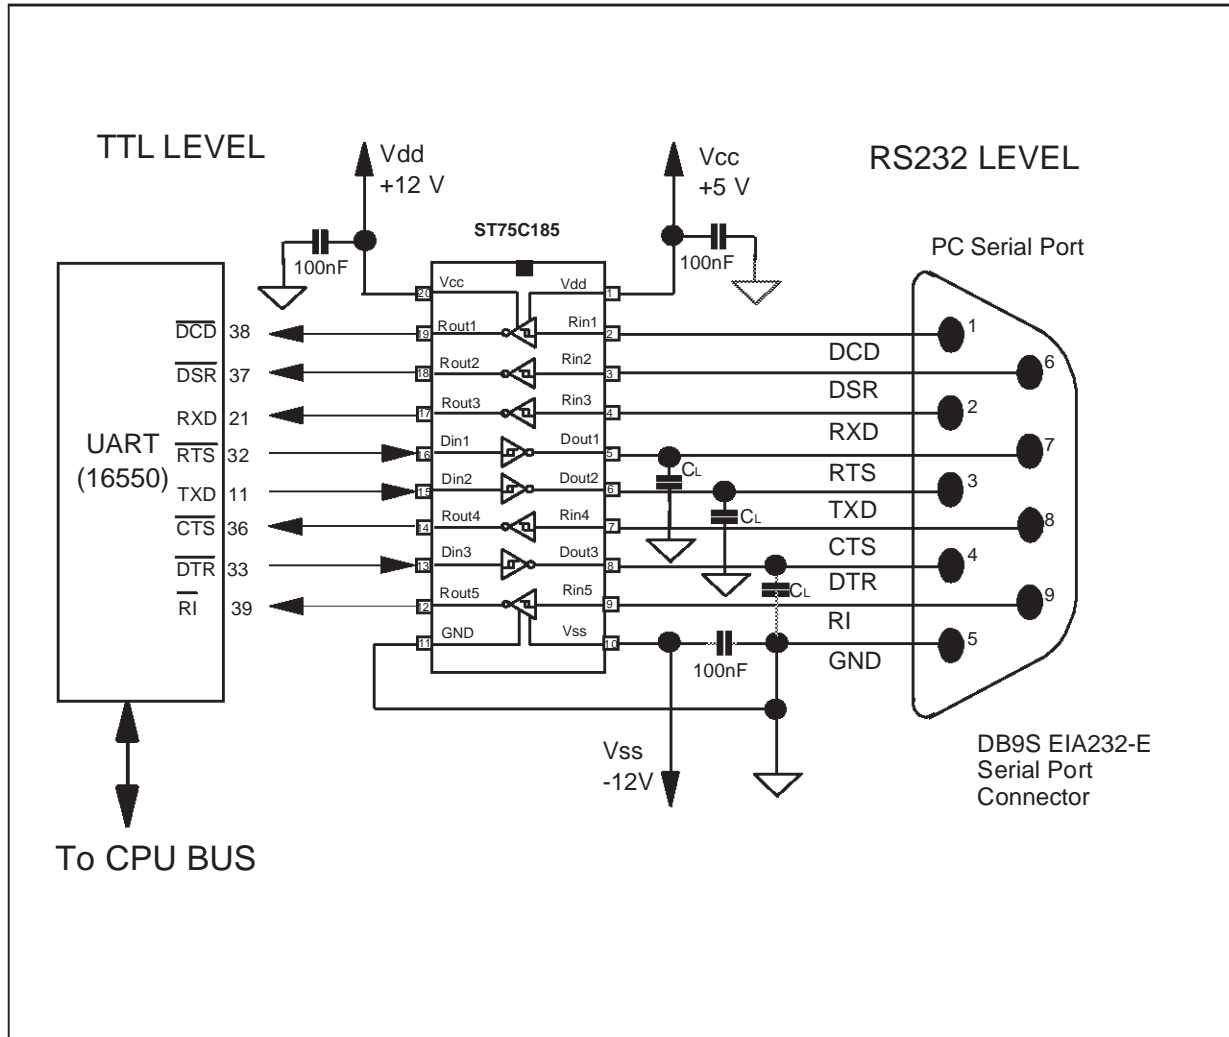 TTL LEVEL
Vdd
+12 V
Vcc
+5 V
RS232 LEVEL
ST75C185
PC Serial Port
100nF
100nF
20 Vcc Vdd 1
DCD 38 19 Rout1 Rin1 2 DCD 1
DSR 37 18 Rout2 Rin2 3 DSR 6
RXD 21 17 Rout3 Rin3 4 RXD 2
UART
(16550)
RTS 32 16 Din1 Dout1 5 CL RTS 7
TXD 11 15 Din2 Dout2 6 CL TXD 3
CTS 36 14 Rout4 Rin4 7 CTS 8
DTR 33 13 Din3 Dout3 8 CL DTR 4
RI 39 12 Rout5 Rin5 9 RI 9
11 GND Vss 10 100nF GND 5
Vss
-12V
DB9S EIA232-E
Serial Port
Connector
To CPU BUS